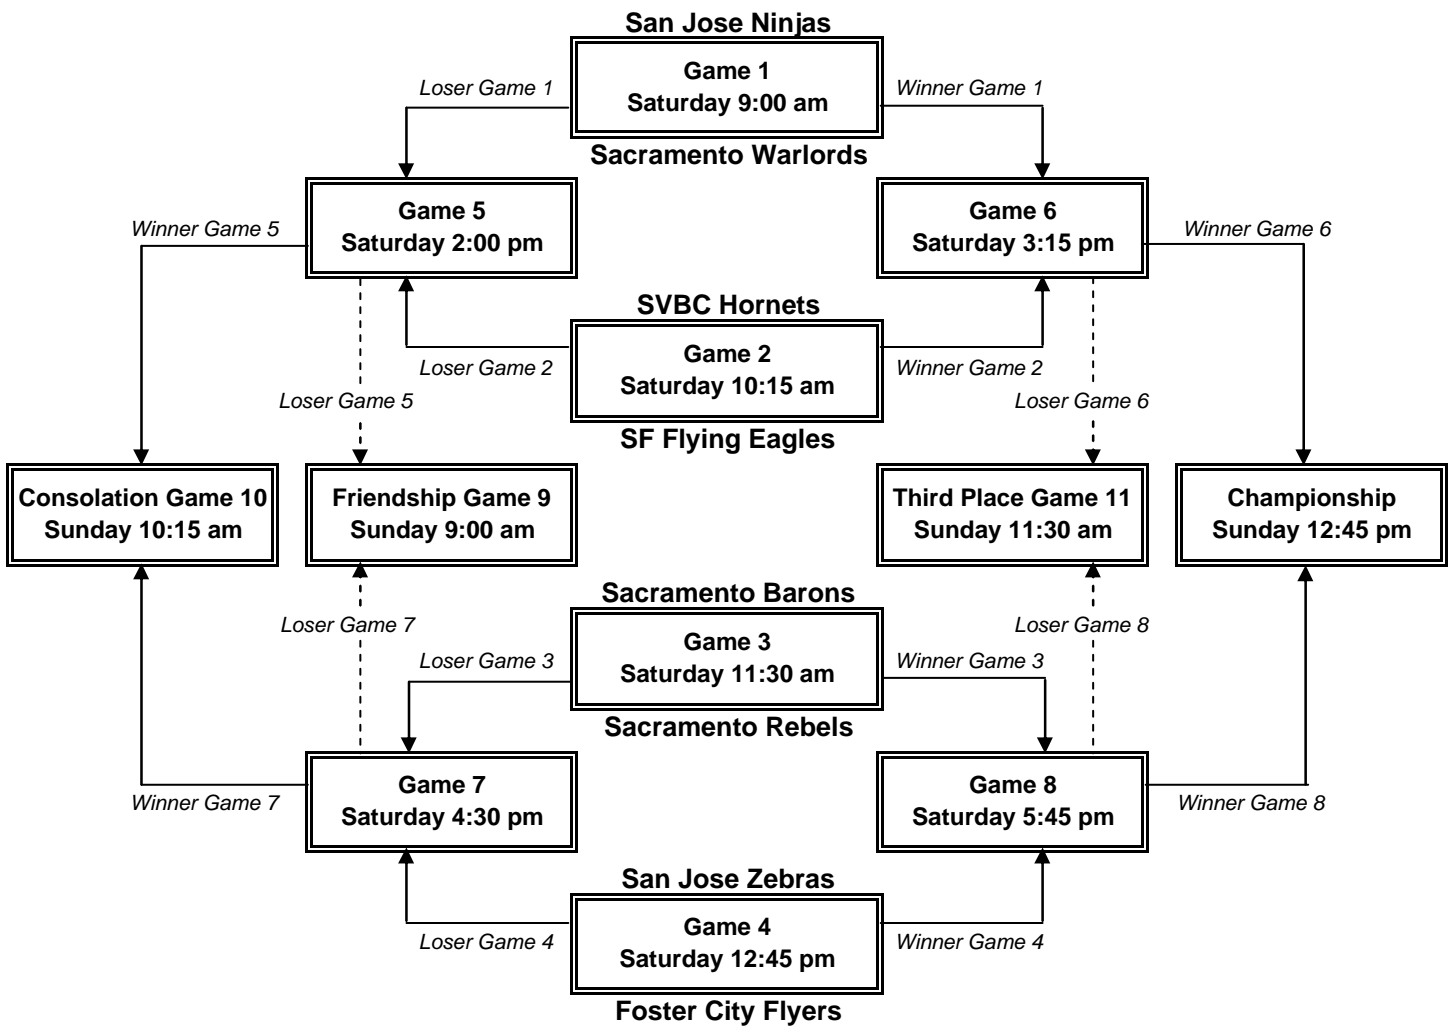 San Jose Ninjas
Game 1
Saturday 9:00 am
Loser Game 1
Winner Game 1
Sacramento Warlords
Game 5
Saturday 2:00 pm
Game 6
Saturday 3:15 pm
Winner Game 5
Winner Game 6
SVBC Hornets
Game 2
Saturday 10:15 am
Loser Game 2
Winner Game 2
Loser Game 5
Loser Game 6
SF Flying Eagles
Consolation Game 10
Sunday 10:15 am
Friendship Game 9
Sunday 9:00 am
Third Place Game 11
Sunday 11:30 am
Championship
Sunday 12:45 pm
Sacramento Barons
Loser Game 7
Loser Game 8
Game 3
Saturday 11:30 am
Loser Game 3
Winner Game 3
Sacramento Rebels
Game 7
Saturday 4:30 pm
Game 8
Saturday 5:45 pm
Winner Game 7
Winner Game 8
San Jose Zebras
Game 4
Saturday 12:45 pm
Loser Game 4
Winner Game 4
Foster City Flyers